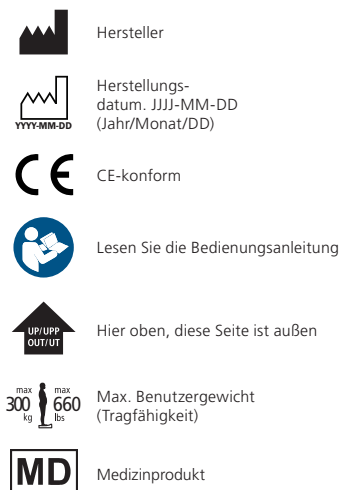 Hersteller
Herstellungs-
datum. JJJJ-MM-DD
(Jahr/Monat/DD)
YYYY-MM-DD
CE CE-konform
Lesen Sie die Bedienungsanleitung
UP/UPP
OUT/UT
Hier oben, diese Seite ist außen
max max
300 660
kg lbs
Max. Benutzergewicht
(Tragfähigkeit)
MD Medizinprodukt